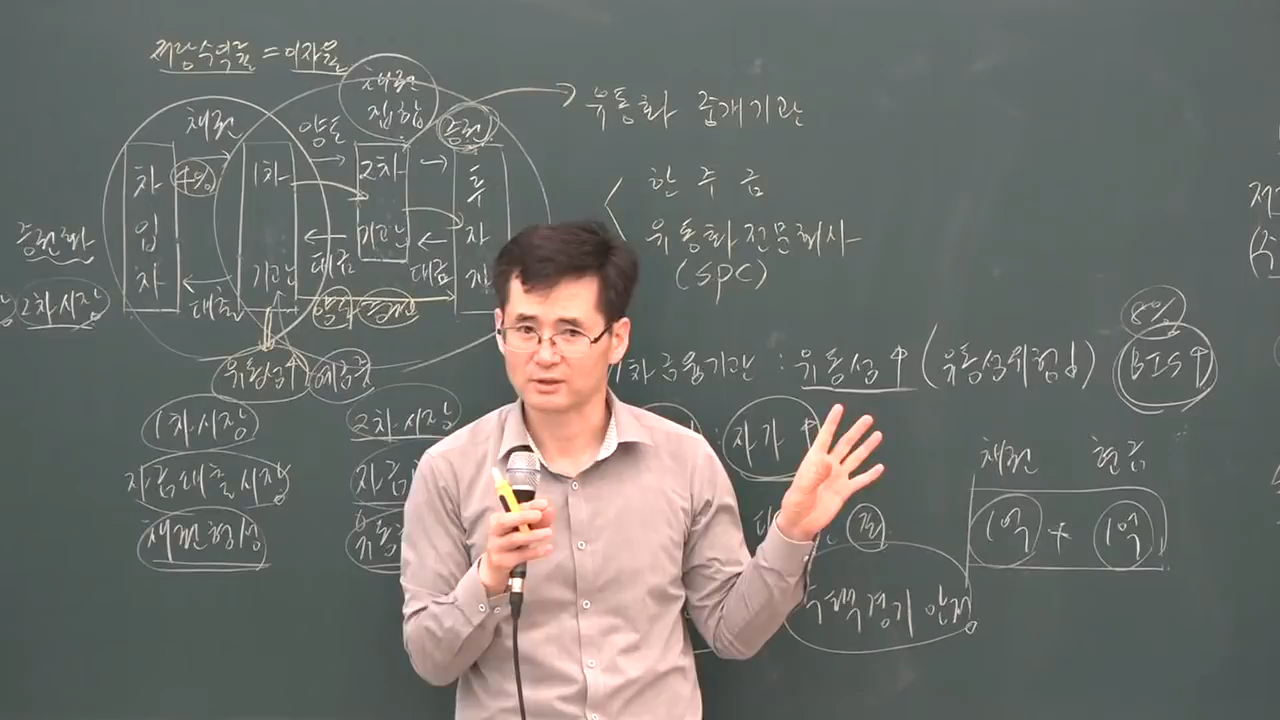 저당수익률 = 이자율
채권
집합
채권
양도
증권
유동화 중개기관
차입자
4%
1차
기관
2차
기관
투자자
대출
대금
대금
한 주 금
유동화전문회사
(SPC)
증권화
2차시장
유동성↑
예금
1차시장
자금대출시장
채권형성
2차시장
자금
유동
1차금융기관 : 유동성↑ (유동성위험↓)
8%
BIS↑
자가 ↑
주택경기 안정
채권
현금
1억 + 1억